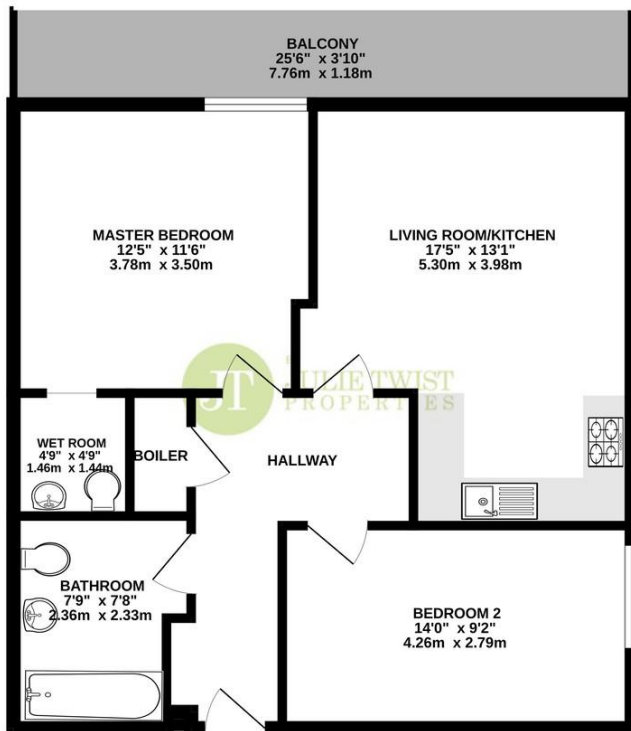 BALCONY
25'6" x 3'10"
7.76m x 1.18m
MASTER BEDROOM
12'5" x 11'6"
3.78m x 3.50m
LIVING ROOM/KITCHEN
17'5" x 13'1"
5.30m x 3.98m
JT
JULIE TWIST
PROPERTIES
WET ROOM
4'9" x 4'9"
1.46m x 1.44m
BOILER
HALLWAY
BATHROOM
7'9" x 7'8"
2.36m x 2.33m
BEDROOM 2
14'0" x 9'2"
4.26m x 2.79m